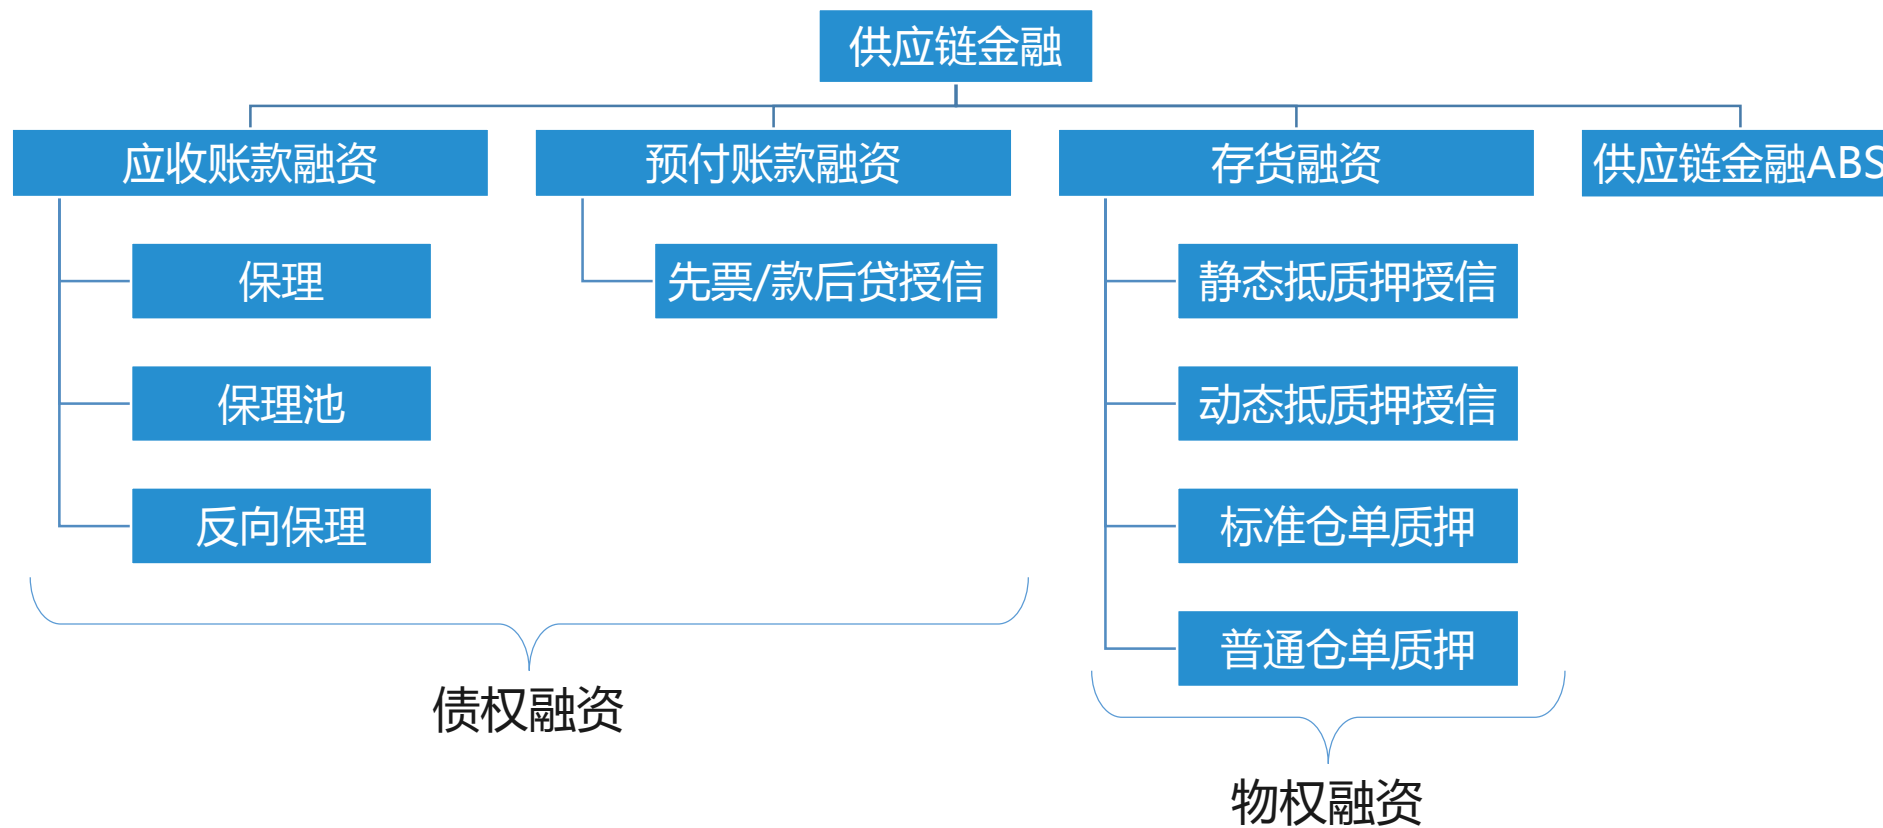 供应链金融
应收账款融资
预付账款融资
存货融资
供应链金融ABS
保理
先票/款后贷授信
静态抵质押授信
保理池
动态抵质押授信
反向保理
标准仓单质押
普通仓单质押
债权融资
物权融资